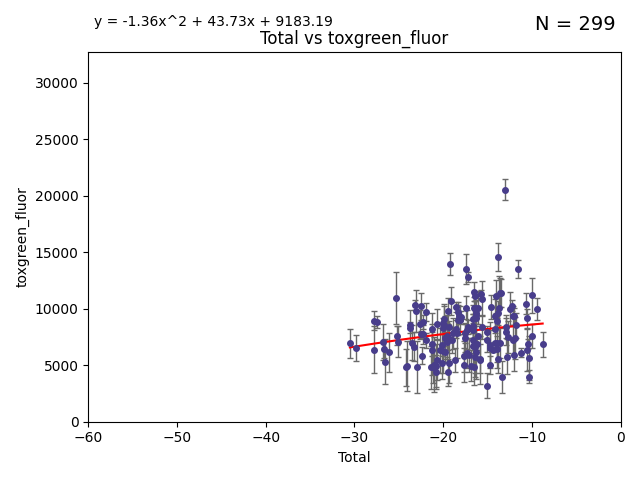 y = -1.36x^2 + 43.73x + 9183.19
N = 299
Total vs toxgreen_fluor
30000
25000
20000
15000
10000
5000
0
toxgreen_fluor
−60
−50
−40
−30
−20
−10
0
Total